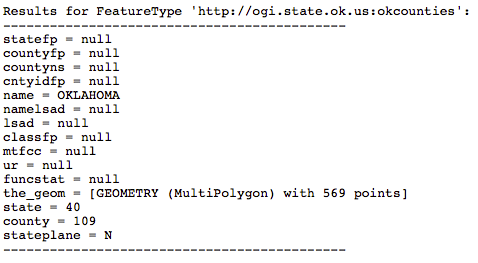 Results for FeatureType 'http://ogi.state.ok.us:okcounties':
--------------------------------------------
statefp = null
countyfp = null
countyns = null
cntyidfp = null
name = OKLAHOMA
namelsad = null
lsad = null
classfp = null
mtfcc = null
ur = null
funcstat = null
the_geom = [GEOMETRY (MultiPolygon) with 569 points]
state = 40
county = 109
stateplane = N
--------------------------------------------